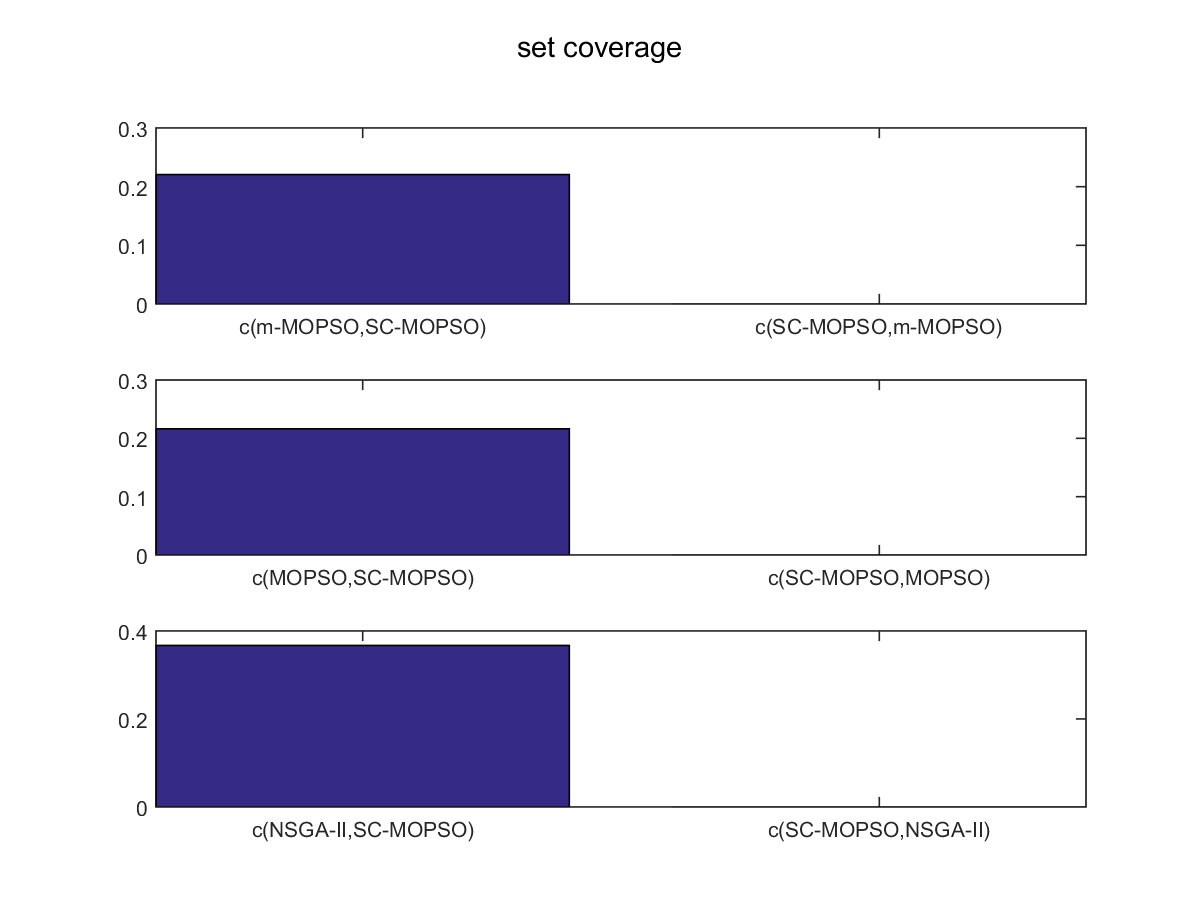 set coverage
0.3
0.2
0.1
0
c(m-MOPSO,SC-MOPSO) c(SC-MOPSO,m-MOPSO)
0.3
0.2
0.1
0
c(MOPSO,SC-MOPSO) c(SC-MOPSO,MOPSO)
0.4
0.2
0
c(NSGA-II,SC-MOPSO) c(SC-MOPSO,NSGA-II)